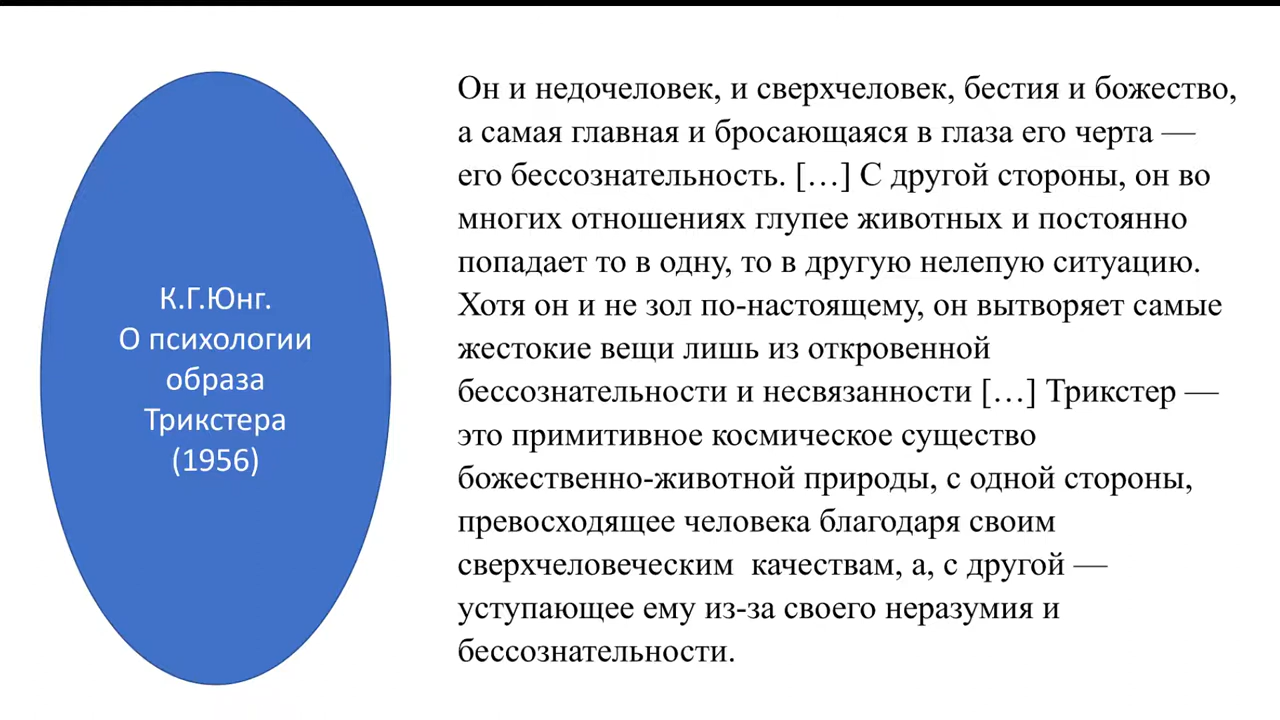 К.Г.Юнг.
О психологии
образа
Трикстера
(1956)
Он и недочеловек, и сверхчеловек, бестия и божество,
а самая главная и бросающаяся в глаза его черта —
его бессознательность. […] С другой стороны, он во
многих отношениях глупее животных и постоянно
попадает то в одну, то в другую нелепую ситуацию.
Хотя он и не зол по-настоящему, он вытворяет самые
жестокие вещи лишь из откровенной
бессознательности и несвязанности […] Трикстер —
это примитивное космическое существо
божественно-животной природы, с одной стороны,
превосходящее человека благодаря своим
сверхчеловеческим  качествам, а, с другой —
уступающее ему из-за своего неразумия и
бессознательности.